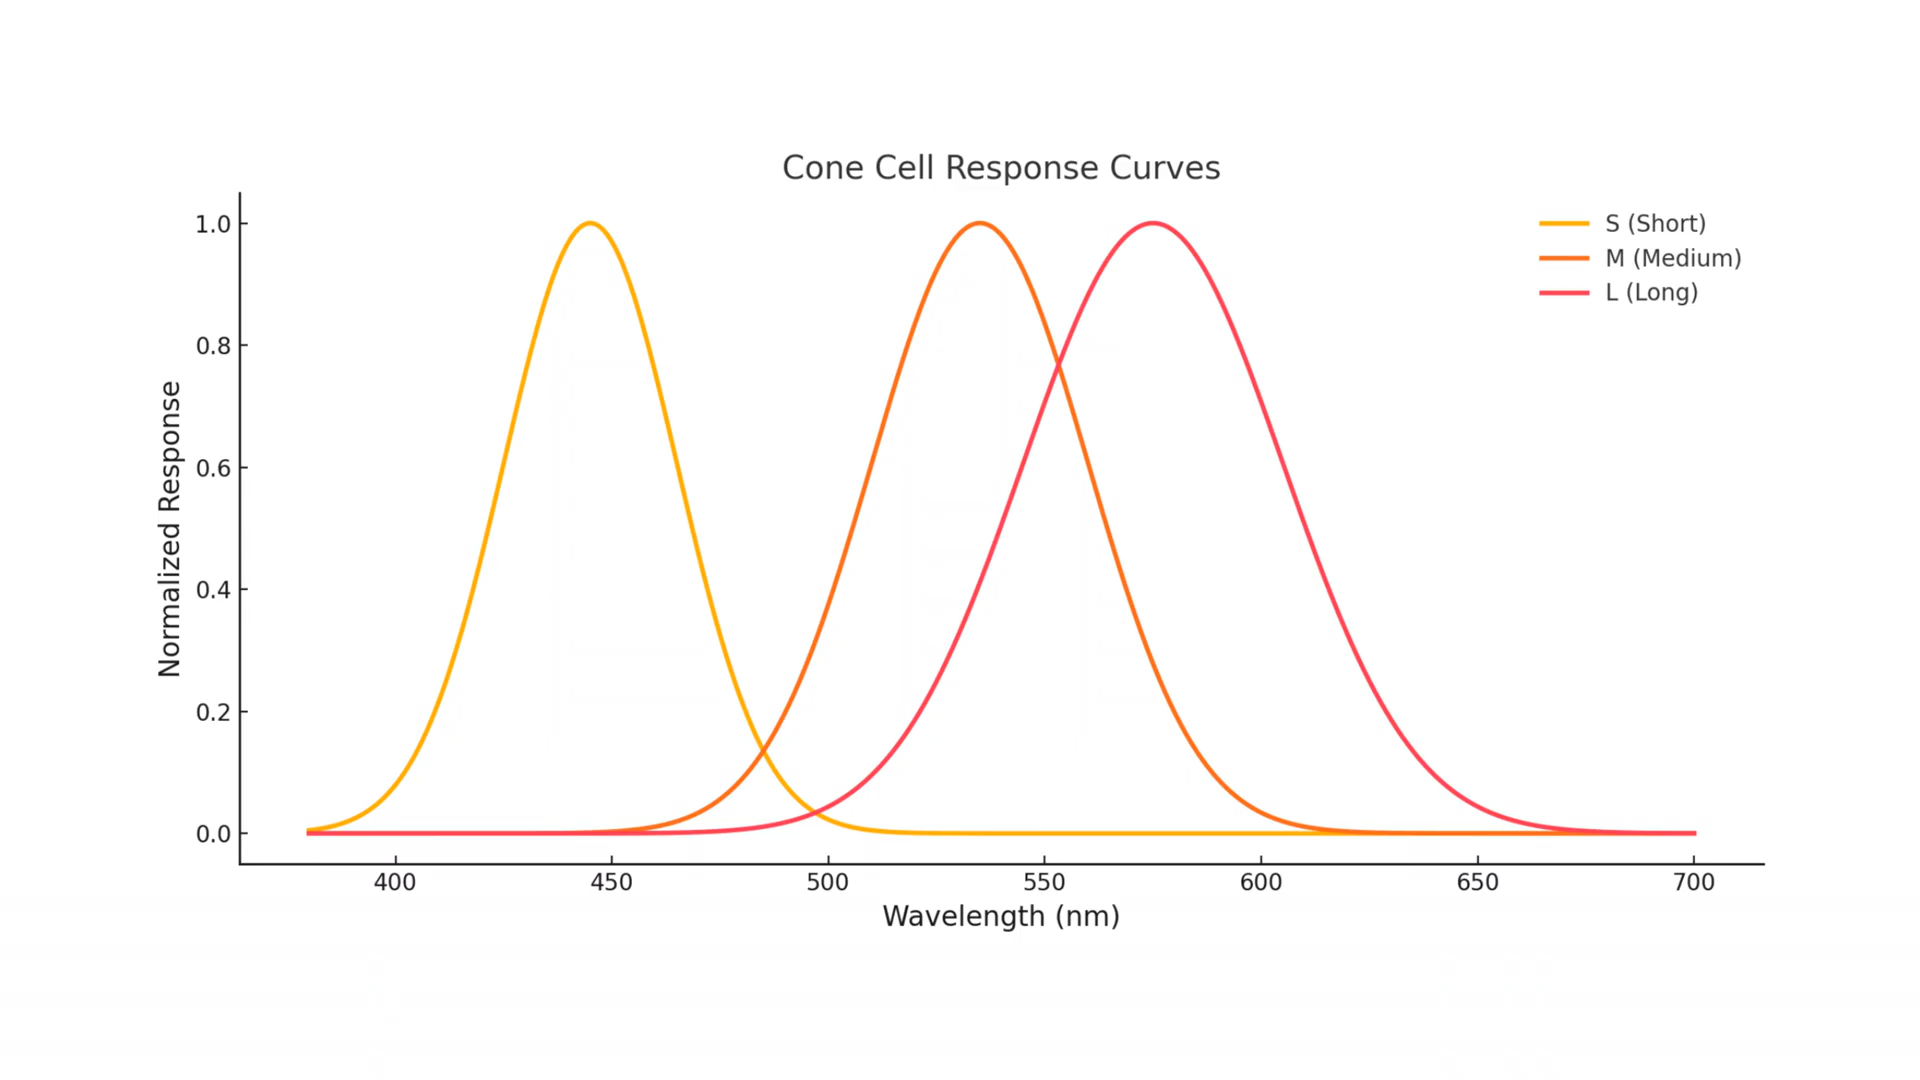 Cone Cell Response Curves
S (Short)
M (Medium)
L (Long)
Normalized Response
1.0
0.8
0.6
0.4
0.2
0.0
400 450 500 550 600 650 700
Wavelength (nm)